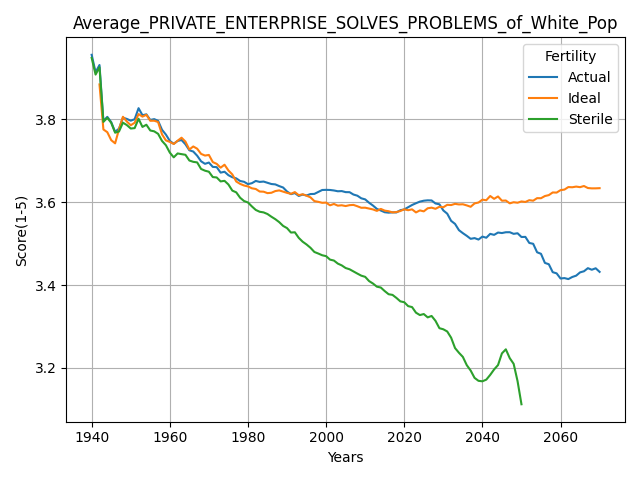 Average_PRIVATE_ENTERPRISE_SOLVES_PROBLEMS_of_White_Pop
Fertility
Actual
Ideal
Sterile
Score(1-5)
3.8
3.6
3.4
3.2
1940 1960 1980 2000 2020 2040 2060
Years